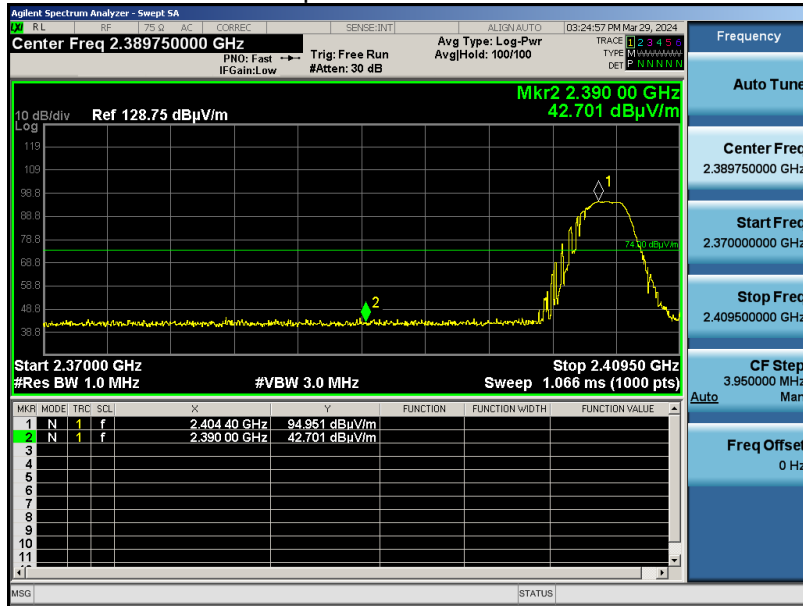 Agilent Spectrum Analyzer - Swept SA
LXI RL RF 75 Ω AC CORREC SENSE:INT ALIGN AUTO 03:24:57 PM Mar 29, 2024
Center Freq 2.389750000 GHz
PNO: Fast
IFGain:Low
Trig: Free Run
#Atten: 30 dB
Avg Type: Log-Pwr
Avg|Hold: 100/100
TRACE 1 2 3 4 5 6
TYPE M
DET P N N N N N
Frequency
Mkr2 2.390 00 GHz
42.701 dBµV/m
10 dB/div Ref 128.75 dBµV/m
Log
119
109
98.8
88.8
78.8
68.8
58.8
48.8
38.8
1
2
74.00 dBµV/m
Start 2.37000 GHz Stop 2.40950 GHz
#Res BW 1.0 MHz #VBW 3.0 MHz Sweep 1.066 ms (1000 pts)
MKR MODE TRC SCL X Y FUNCTION FUNCTION WIDTH FUNCTION VALUE
1 N 1 f 2.404 40 GHz 94.951 dBµV/m
2 N 1 f 2.390 00 GHz 42.701 dBµV/m
3
4
5
6
7
8
9
10
11
MSG STATUS
Auto Tune
Center Freq
2.389750000 GHz
Start Freq
2.370000000 GHz
Stop Freq
2.409500000 GHz
CF Step
3.950000 MHz
Auto Man
Freq Offset
0 Hz